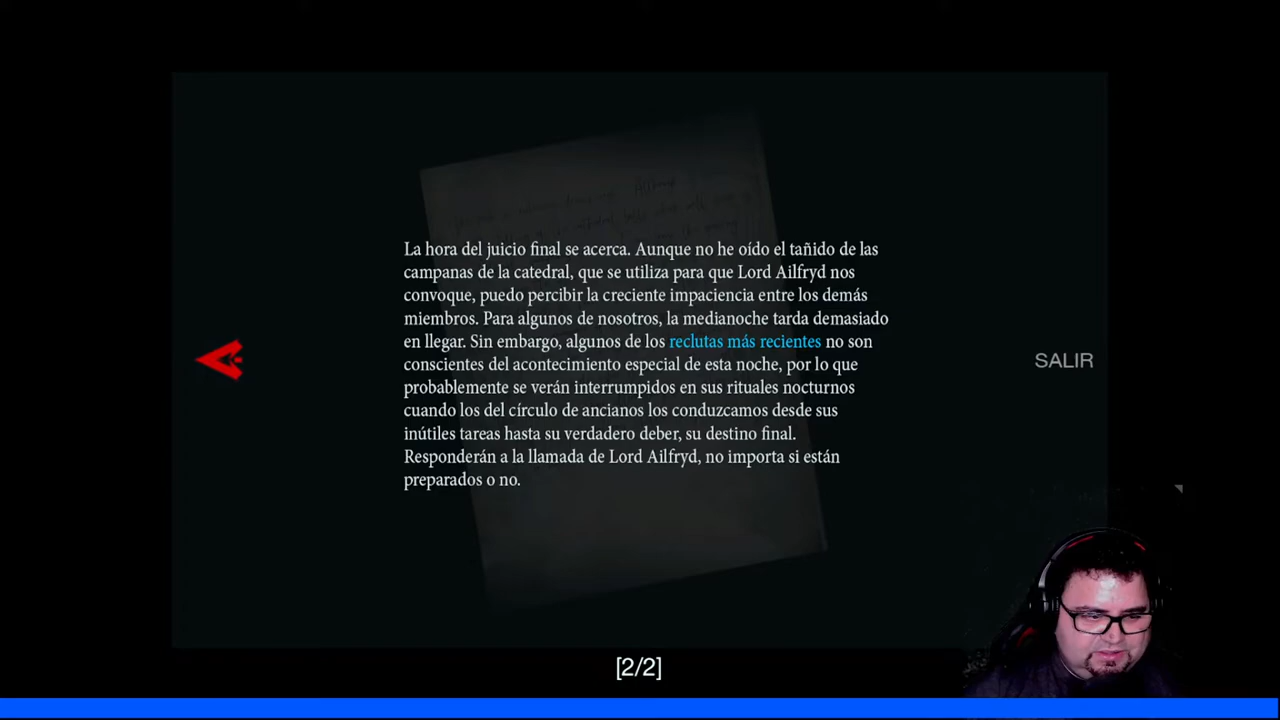 La hora del juicio final se acerca. Aunque no he oído el tañido de las
campanas de la catedral, que se utiliza para que Lord Ailfryd nos
convoque, puedo percibir la creciente impaciencia entre los demás
miembros. Para algunos de nosotros, la medianoche tarda demasiado
en llegar. Sin embargo, algunos de los reclutas más recientes no son
conscientes del acontecimiento especial de esta noche, por lo que
probablemente se verán interrumpidos en sus rituales nocturnos
cuando los del círculo de ancianos los conduzcamos desde sus
inútiles tareas hasta su verdadero deber, su destino final.
Responderán a la llamada de Lord Ailfryd, no importa si están
preparados o no.
SALIR
[2/2]